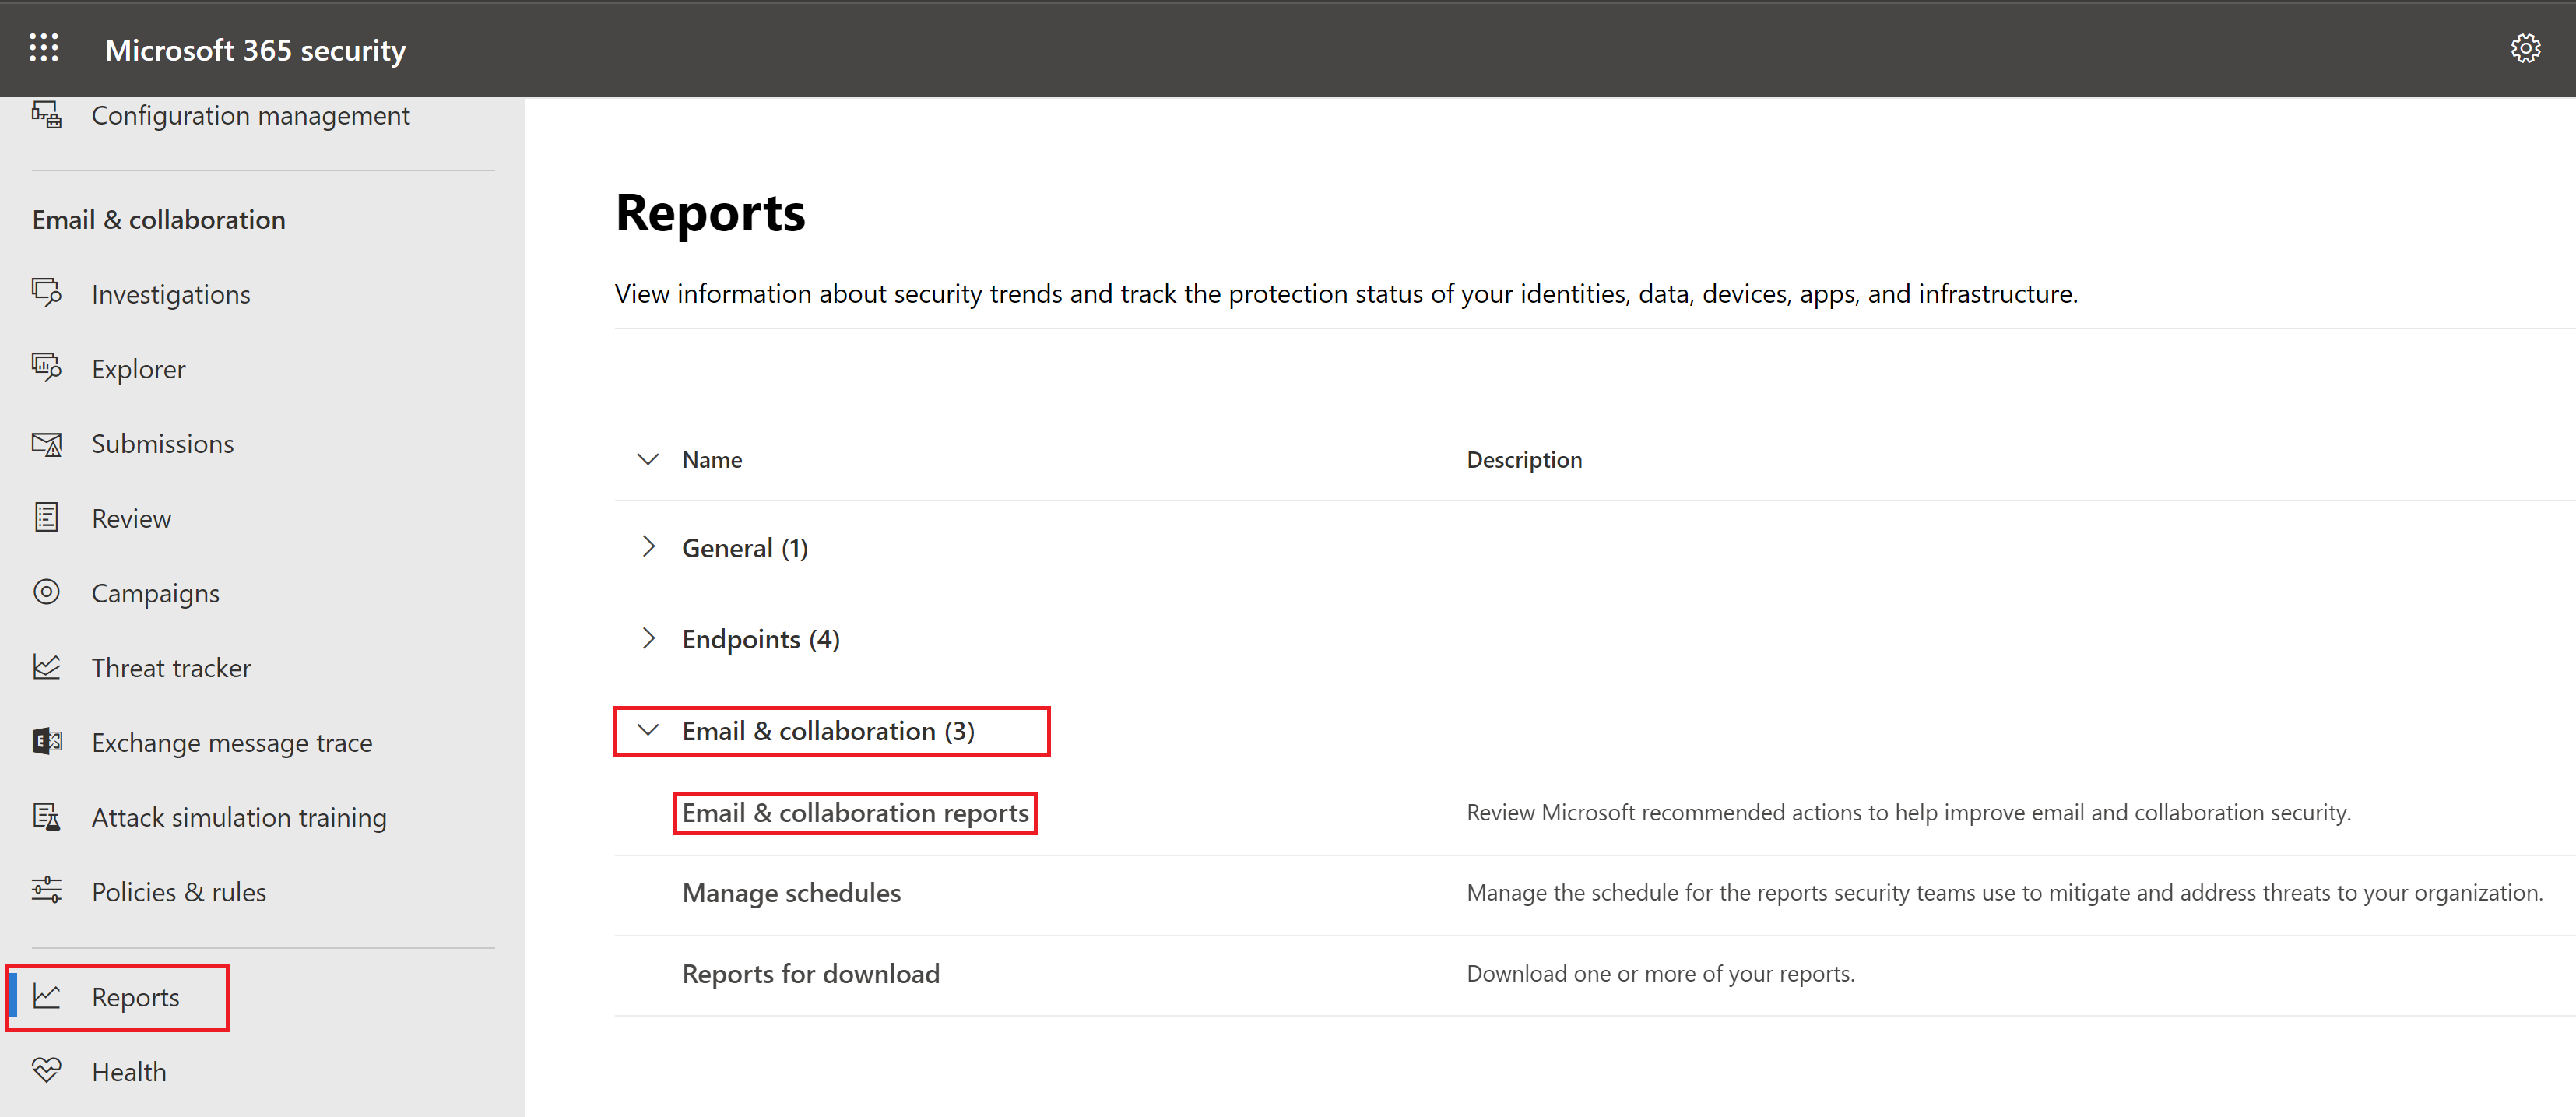 Microsoft 365 security
Configuration management
Email & collaboration
Investigations
Explorer
Submissions
Review
Campaigns
Threat tracker
Exchange message trace
Attack simulation training
Policies & rules
Reports
Health
Reports
View information about security trends and track the protection status of your identities, data, devices, apps, and infrastructure.
Name Description
General (1)
Endpoints (4)
Email & collaboration (3)
Email & collaboration reports Review Microsoft recommended actions to help improve email and collaboration security.
Manage schedules Manage the schedule for the reports security teams use to mitigate and address threats to your organization.
Reports for download Download one or more of your reports.